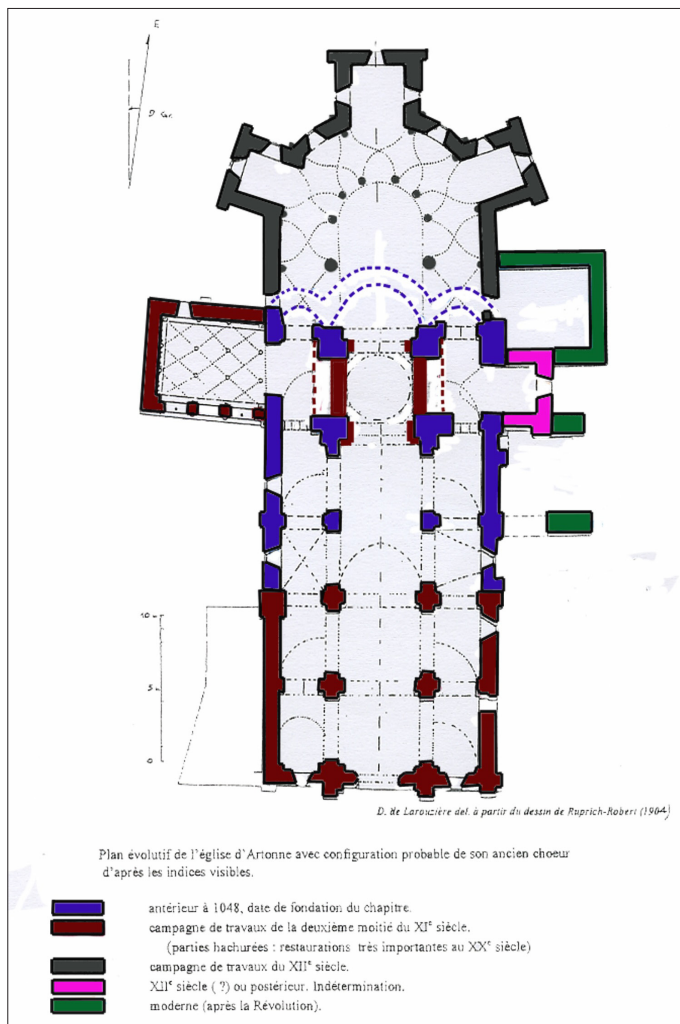 E
10 m
5 m
0
D. de Larouzière del. à partir du dessin de Ruprich-Robert (1904)
Plan évolutif de l'église d'Artonne avec configuration probable de son ancien choeur
d'après les indices visibles.
antérieur à 1048, date de fondation du chapitre.
campagne de travaux de la deuxième moitié du XIe siècle.
(parties hachurées : restaurations très importantes au XXe siècle)
campagne de travaux du XIIe siècle.
XIIe siècle (?) ou postérieur. Indétermination.
moderne (après la Révolution).